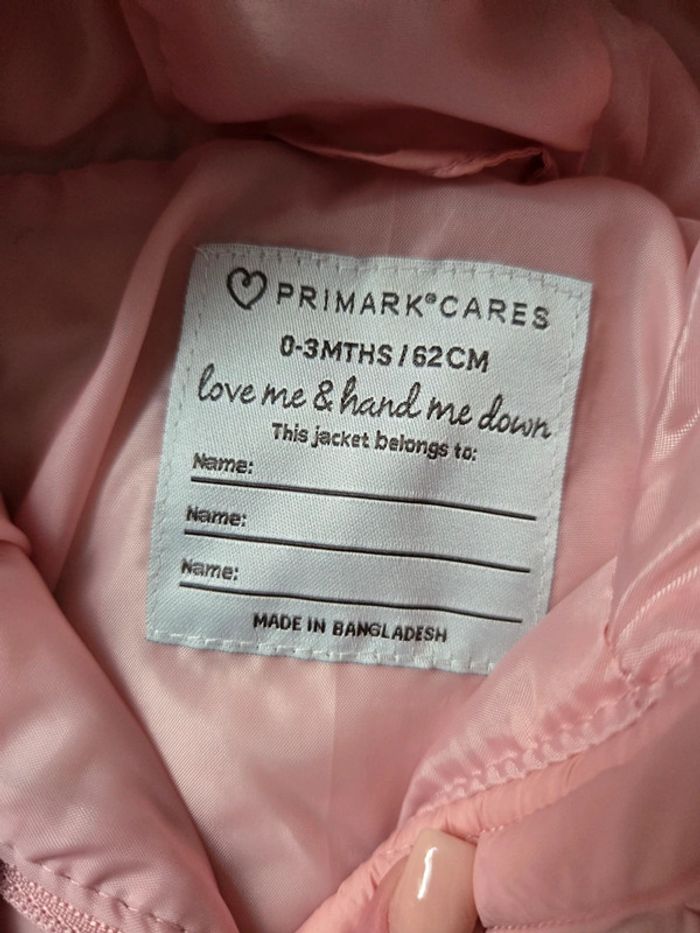 PRIMARK®CARES
0-3MTHS / 62CM
love me & hand me down
This jacket belongs to:
Name:
Name:
Name:
MADE IN BANGLADESH